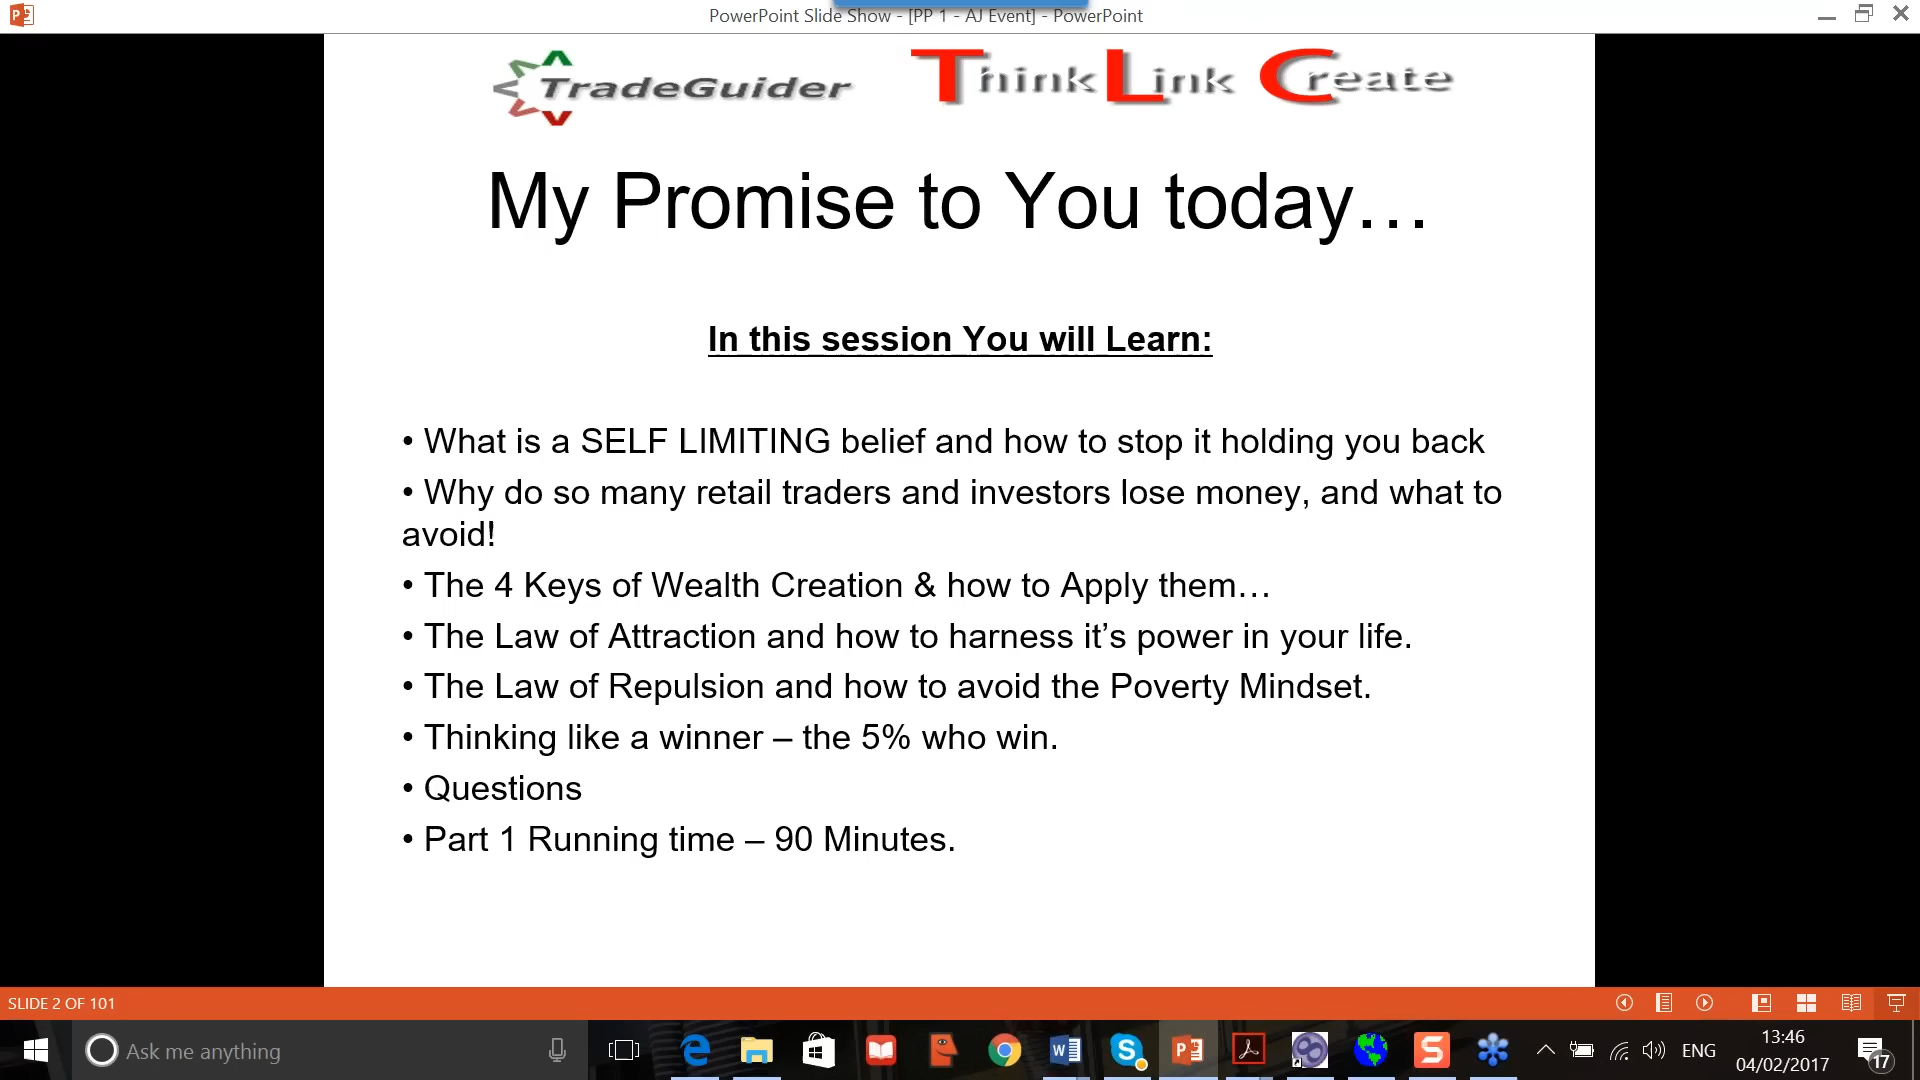 PowerPoint Slide Show - [PP 1 - AJ Event] - PowerPoint
TradeGuider
Think Link Create
My Promise to You today…
In this session You will Learn:
• What is a SELF LIMITING belief and how to stop it holding you back
• Why do so many retail traders and investors lose money, and what to
avoid!
• The 4 Keys of Wealth Creation & how to Apply them…
• The Law of Attraction and how to harness it’s power in your life.
• The Law of Repulsion and how to avoid the Poverty Mindset.
• Thinking like a winner – the 5% who win.
• Questions
• Part 1 Running time – 90 Minutes.
SLIDE 2 OF 101
Ask me anything
ENG
13:46
04/02/2017
17